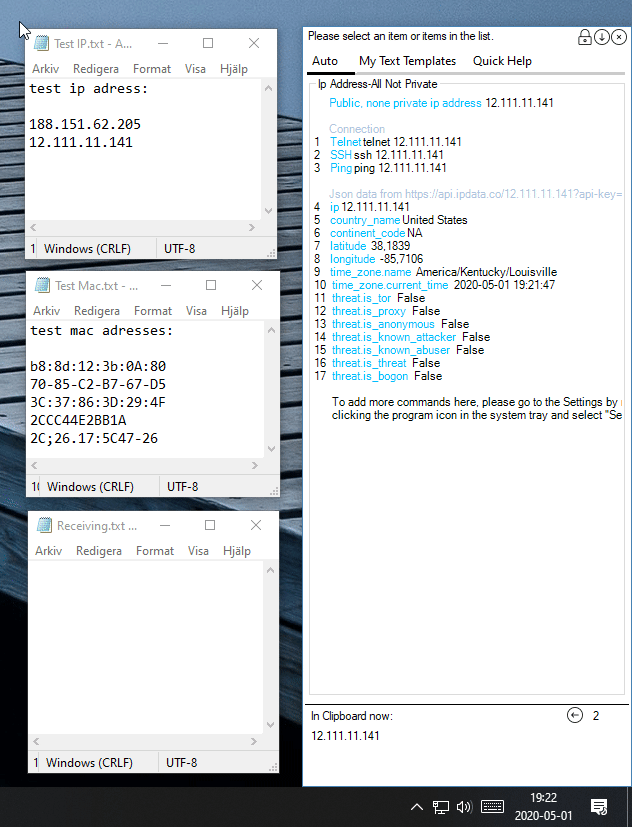 Test IP.txt - A...
Arkiv Redigera Format Visa Hjälp
test ip adress:
188.151.62.205
12.111.11.141
1 Windows (CRLF) UTF-8
Test Mac.txt - ...
Arkiv Redigera Format Visa Hjälp
test mac adresses:
b8:8d:12:3b:0A:80
70-85-C2-B7-67-D5
3C:37:86:3D:29:4F
2CCC44E2BB1A
2C;26.17:5C47-26
10 Windows (CRLF) UTF-8
Receiving.txt ...
Arkiv Redigera Format Visa Hjälp
1 Windows (CRLF) UTF-8
Please select an item or items in the list.
Auto My Text Templates Quick Help
Ip Address-All Not Private
Public, none private ip address 12.111.11.141
Connection
1 Telnet telnet 12.111.11.141
2 SSH ssh 12.111.11.141
3 Ping ping 12.111.11.141
Json data from https://api.ipdata.co/12.111.11.141?api-key=
4 ip 12.111.11.141
5 country_name United States
6 continent_code NA
7 latitude 38,1839
8 longitude -85,7106
9 time_zone.name America/Kentucky/Louisville
10 time_zone.current_time 2020-05-01 19:21:47
11 threat.is_tor False
12 threat.is_proxy False
13 threat.is_anonymous False
14 threat.is_known_attacker False
15 threat.is_known_abuser False
16 threat.is_threat False
17 threat.is_bogon False
To add more commands here, please go to the Settings by
clicking the program icon in the system tray and select "Se
In Clipboard now: 2
12.111.11.141
19:22
2020-05-01